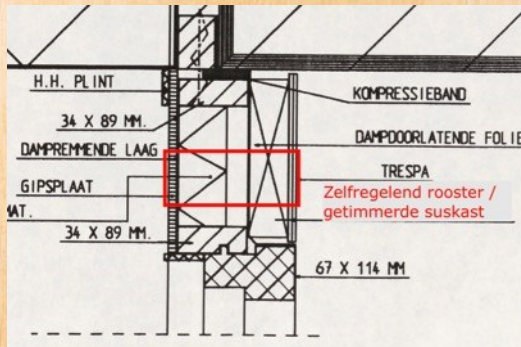 H.H. PLINT
KOMPRESSIEBAND
34 X 89 MM.
DAMPDOORLATENDE FOLIE
DAMPREMMENDE LAAG
TRESPA
GIPSPLAAT
Zelfregelend rooster /
getimmerde suskast
MAT.
34 X 89 MM.
67 X 114 MM